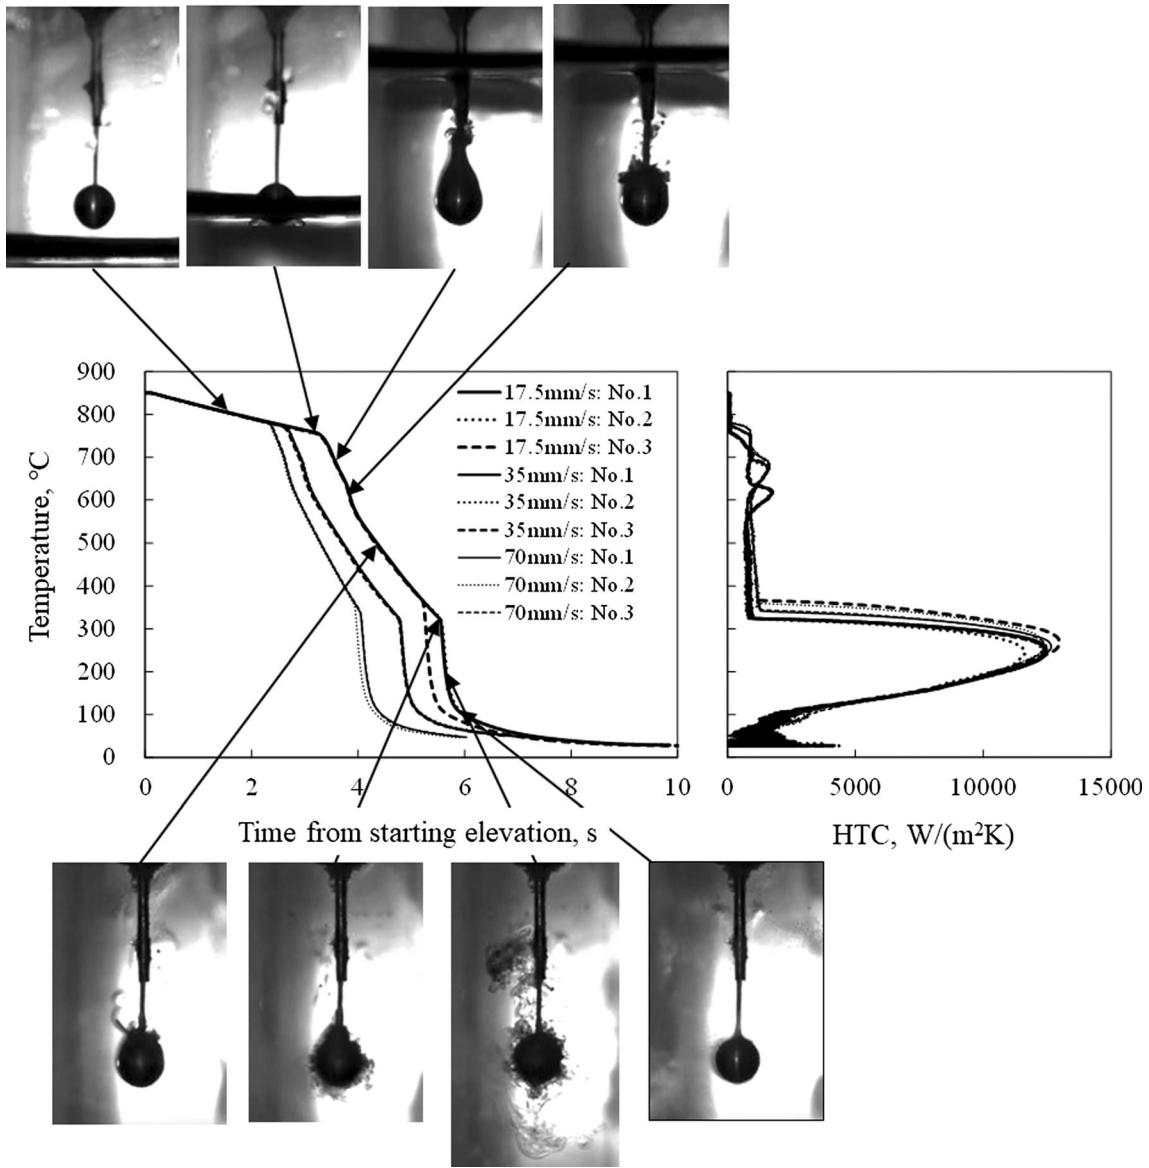 900
800
700
600
500
400
300
200
100
0
Temperature, °C
17.5mm/s: No.1
17.5mm/s: No.2
17.5mm/s: No.3
35mm/s: No.1
35mm/s: No.2
35mm/s: No.3
70mm/s: No.1
70mm/s: No.2
70mm/s: No.3
0 2 4 6 8 10
Time from starting elevation, s
0 5000 10000 15000
HTC, W/(m²K)